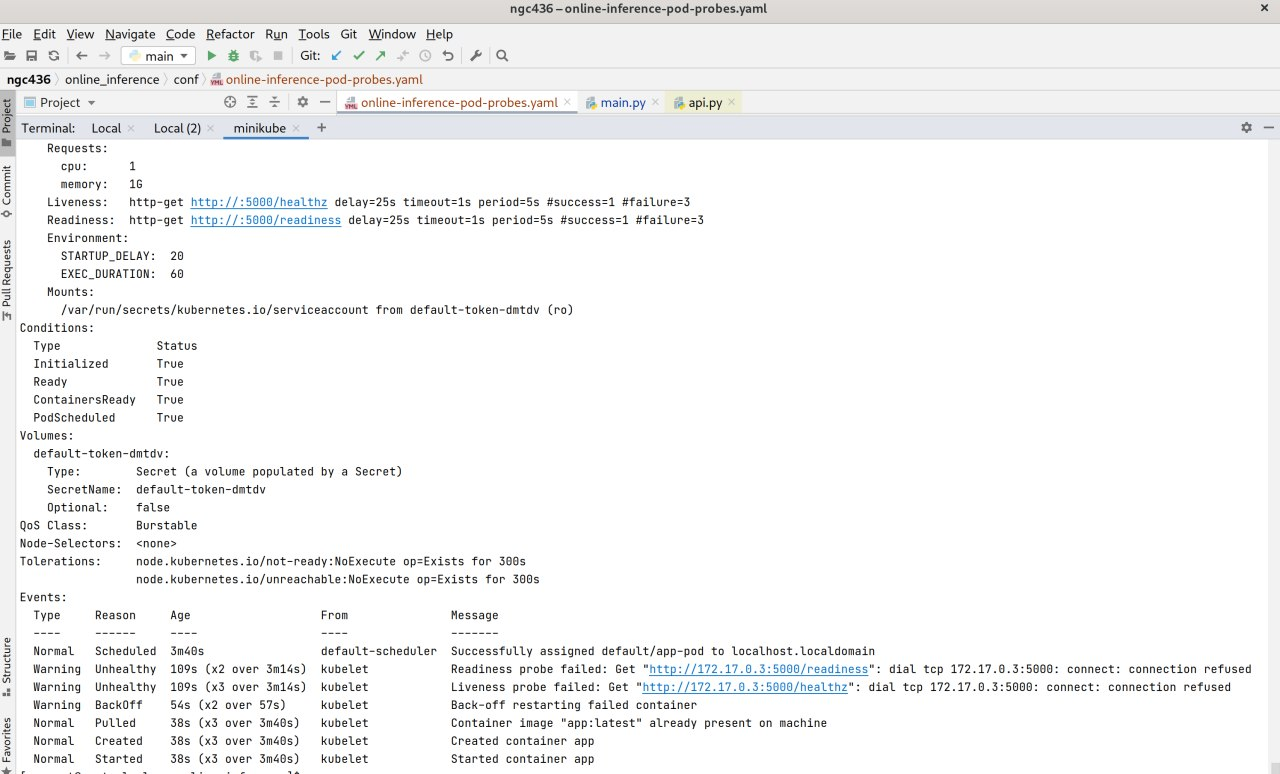 ngc436 – online-inference-pod-probes.yaml
File Edit View Navigate Code Refactor Run Tools Git Window Help
main Git:
ngc436 online_inference conf online-inference-pod-probes.yaml
Project online-inference-pod-probes.yaml main.py api.py
Terminal: Local Local (2) minikube
Project
Commit
Pull Requests
Structure
Favorites
Requests:
cpu: 1
memory: 1G
Liveness: http-get http://:5000/healthz delay=25s timeout=1s period=5s #success=1 #failure=3
Readiness: http-get http://:5000/readiness delay=25s timeout=1s period=5s #success=1 #failure=3
Environment:
STARTUP_DELAY: 20
EXEC_DURATION: 60
Mounts:
/var/run/secrets/kubernetes.io/serviceaccount from default-token-dmtdv (ro)
Conditions:
Type Status
Initialized True
Ready True
ContainersReady True
PodScheduled True
Volumes:
default-token-dmtdv:
Type: Secret (a volume populated by a Secret)
SecretName: default-token-dmtdv
Optional: false
QoS Class: Burstable
Node-Selectors: <none>
Tolerations: node.kubernetes.io/not-ready:NoExecute op=Exists for 300s
node.kubernetes.io/unreachable:NoExecute op=Exists for 300s
Events:
Type Reason Age From Message
---- ------ ---- ---- -------
Normal Scheduled 3m40s default-scheduler Successfully assigned default/app-pod to localhost.localdomain
Warning Unhealthy 109s (x2 over 3m14s) kubelet Readiness probe failed: Get "http://172.17.0.3:5000/readiness": dial tcp 172.17.0.3:5000: connect: connection refused
Warning Unhealthy 109s (x3 over 3m14s) kubelet Liveness probe failed: Get "http://172.17.0.3:5000/healthz": dial tcp 172.17.0.3:5000: connect: connection refused
Warning BackOff 54s (x2 over 57s) kubelet Back-off restarting failed container
Normal Pulled 38s (x3 over 3m40s) kubelet Container image "app:latest" already present on machine
Normal Created 38s (x3 over 3m40s) kubelet Created container app
Normal Started 38s (x3 over 3m40s) kubelet Started container app